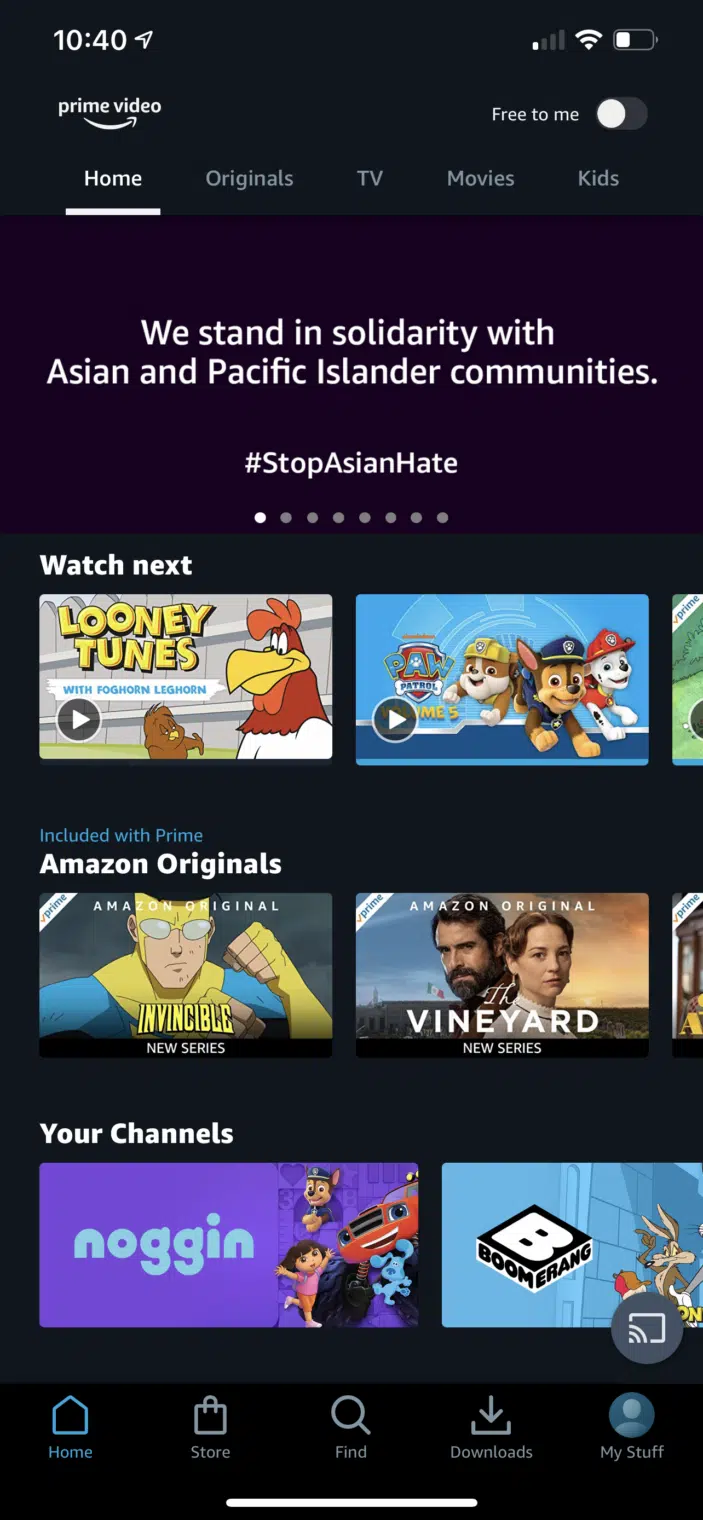 10:40
prime video
Free to me
Home Originals TV Movies Kids
We stand in solidarity with
Asian and Pacific Islander communities.
#StopAsianHate
Watch next
LOONEY
TUNES
WITH FOGHORN LEGHORN
nickelodeon
PAW
PATROL
VOLUME 5
prime
Included with Prime
Amazon Originals
prime
AMAZON ORIGINAL
INVINCIBLE
NEW SERIES
prime
AMAZON ORIGINAL
The
VINEYARD
NEW SERIES
prime
Your Channels
noggin
B
BOOMERANG
Home Store Find Downloads My Stuff